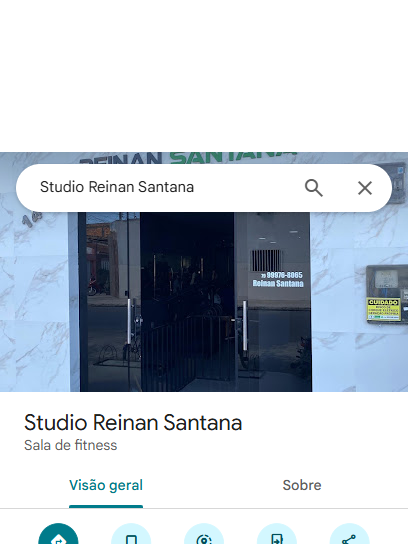 REINAN SANTANA
Studio Reinan Santana
99976-8065
Reinan Santana
CUIDADO
Studio Reinan Santana
Sala de fitness
Visão geral
Sobre